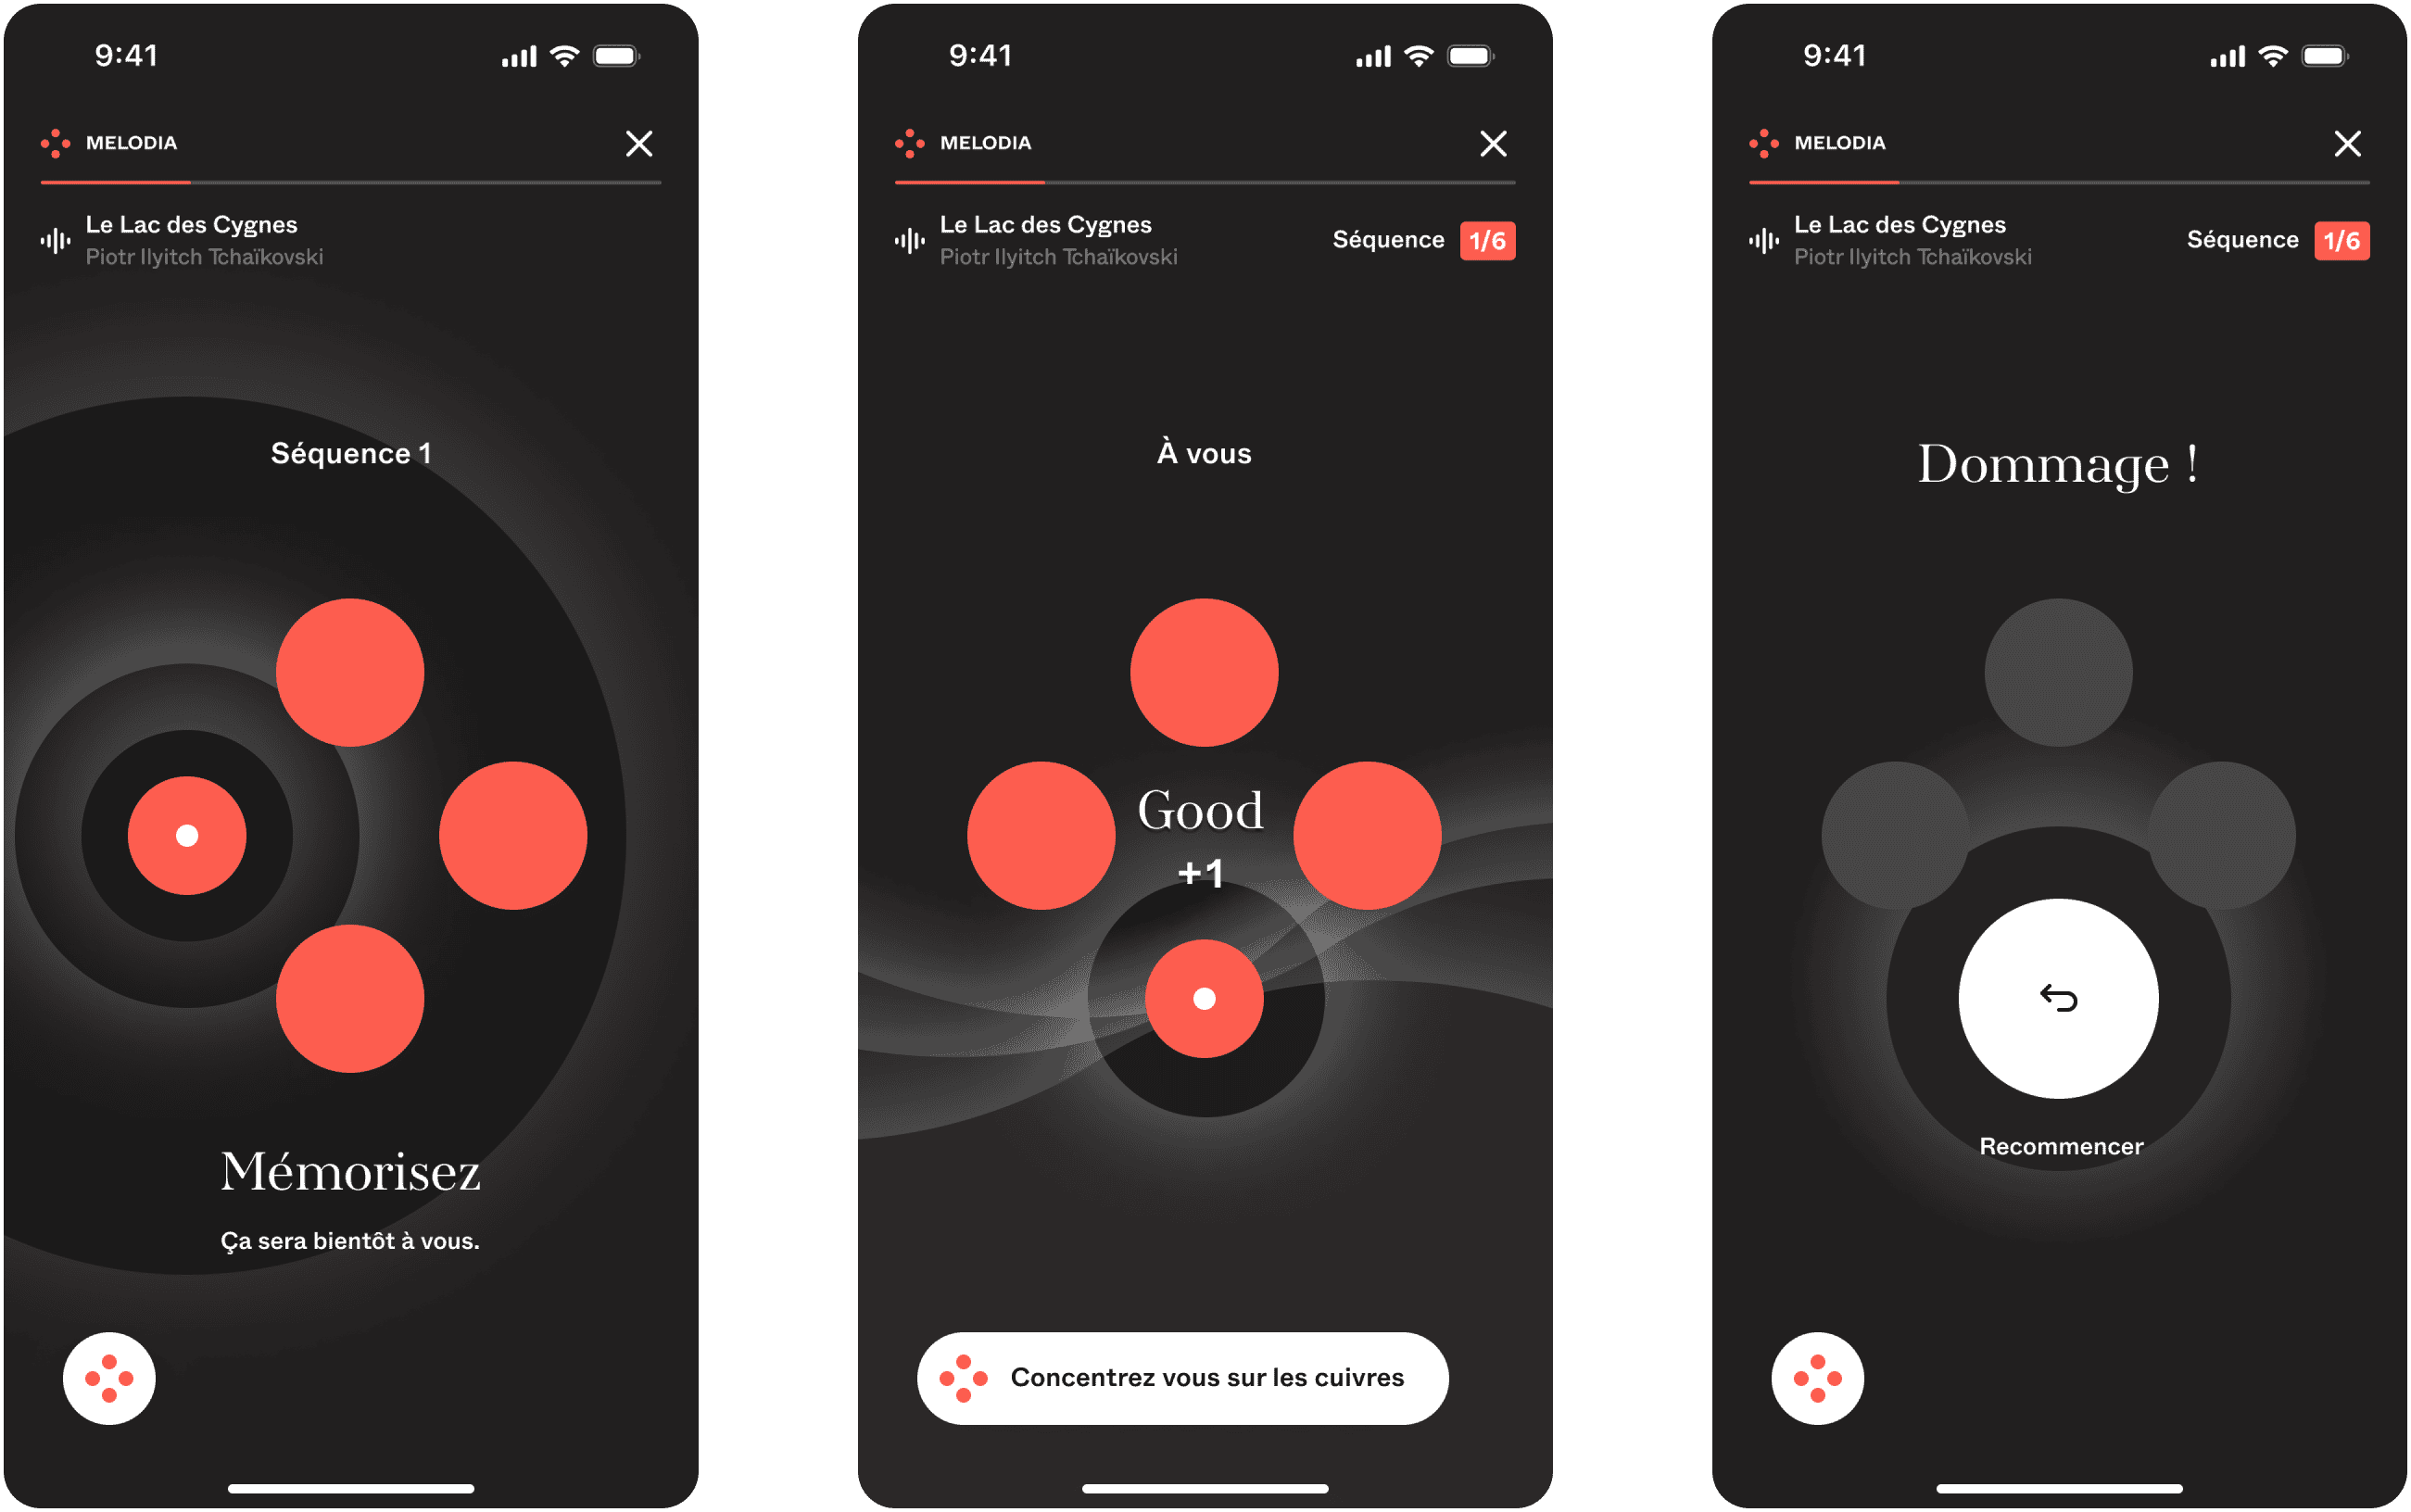 9:41
MELODIA
Le Lac des Cygnes
Piotr Ilyitch Tchaïkovski
Séquence 1
Mémorisez
Ça sera bientôt à vous.
9:41
MELODIA
Le Lac des Cygnes
Piotr Ilyitch Tchaïkovski
Séquence 1/6
À vous
Good
+1
Concentrez vous sur les cuivres
9:41
MELODIA
Le Lac des Cygnes
Piotr Ilyitch Tchaïkovski
Séquence 1/6
Dommage !
Recommencer